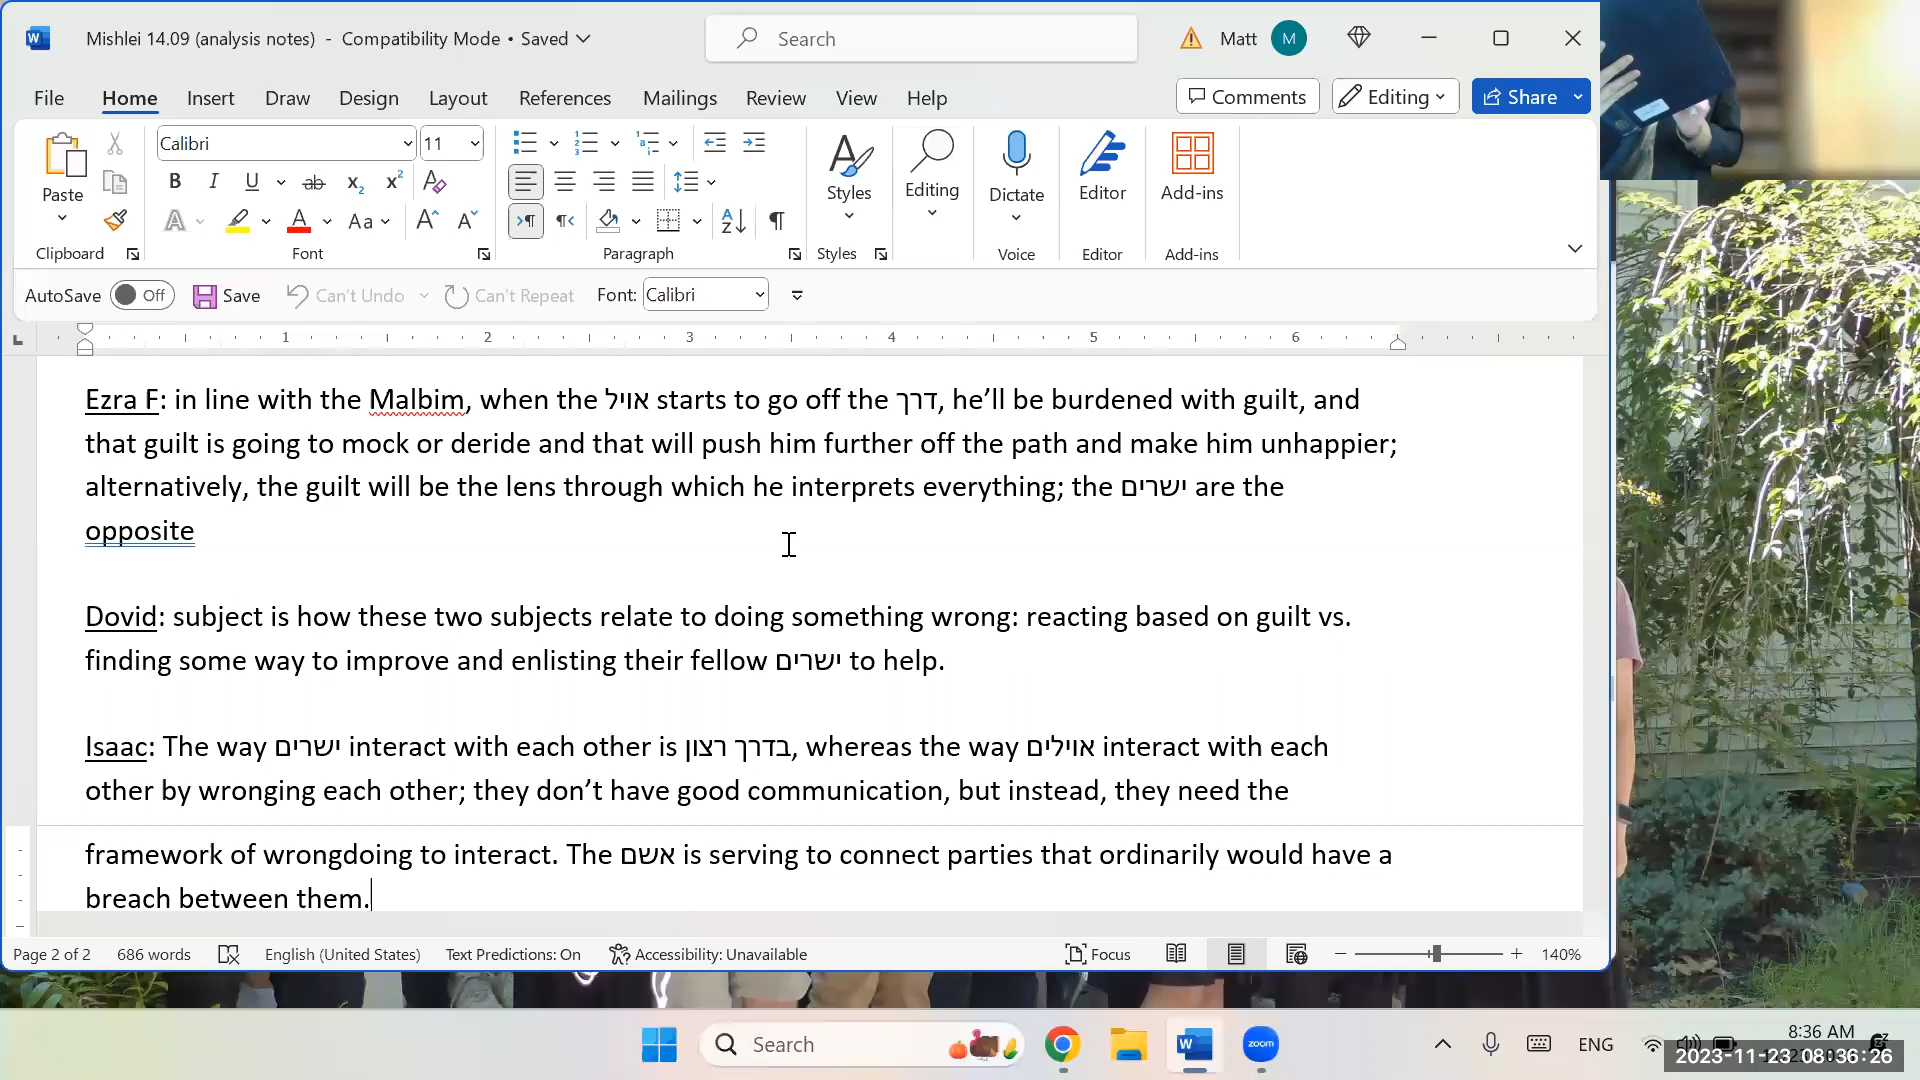 Mishlei 14.09 (analysis notes) - Compatibility Mode • Saved
Search
Matt
M
File Home Insert Draw Design Layout References Mailings Review View Help
Comments Editing Share
Calibri 11
Paste
Styles
Editing
Dictate
Editor
Add-ins
Clipboard Font Paragraph Styles Voice Editor Add-ins
AutoSave Off Save Can't Undo Can't Repeat Font: Calibri
1 2 3 4 5 6
Ezra F: in line with the Malbim, when the אויל starts to go off the דרך, he’ll be burdened with guilt, and
that guilt is going to mock or deride and that will push him further off the path and make him unhappier;
alternatively, the guilt will be the lens through which he interprets everything; the ישרים are the
opposite
Dovid: subject is how these two subjects relate to doing something wrong: reacting based on guilt vs.
finding some way to improve and enlisting their fellow ישרים to help.
Isaac: The way ישרים interact with each other is בדרך רצון, whereas the way אוילים interact with each
other by wronging each other; they don’t have good communication, but instead, they need the
framework of wrongdoing to interact. The אשם is serving to connect parties that ordinarily would have a
breach between them.
Page 2 of 2 686 words English (United States) Text Predictions: On Accessibility: Unavailable Focus 140%
Search
zoom
ENG
8:36 AM
2023-11-23 08:36:26